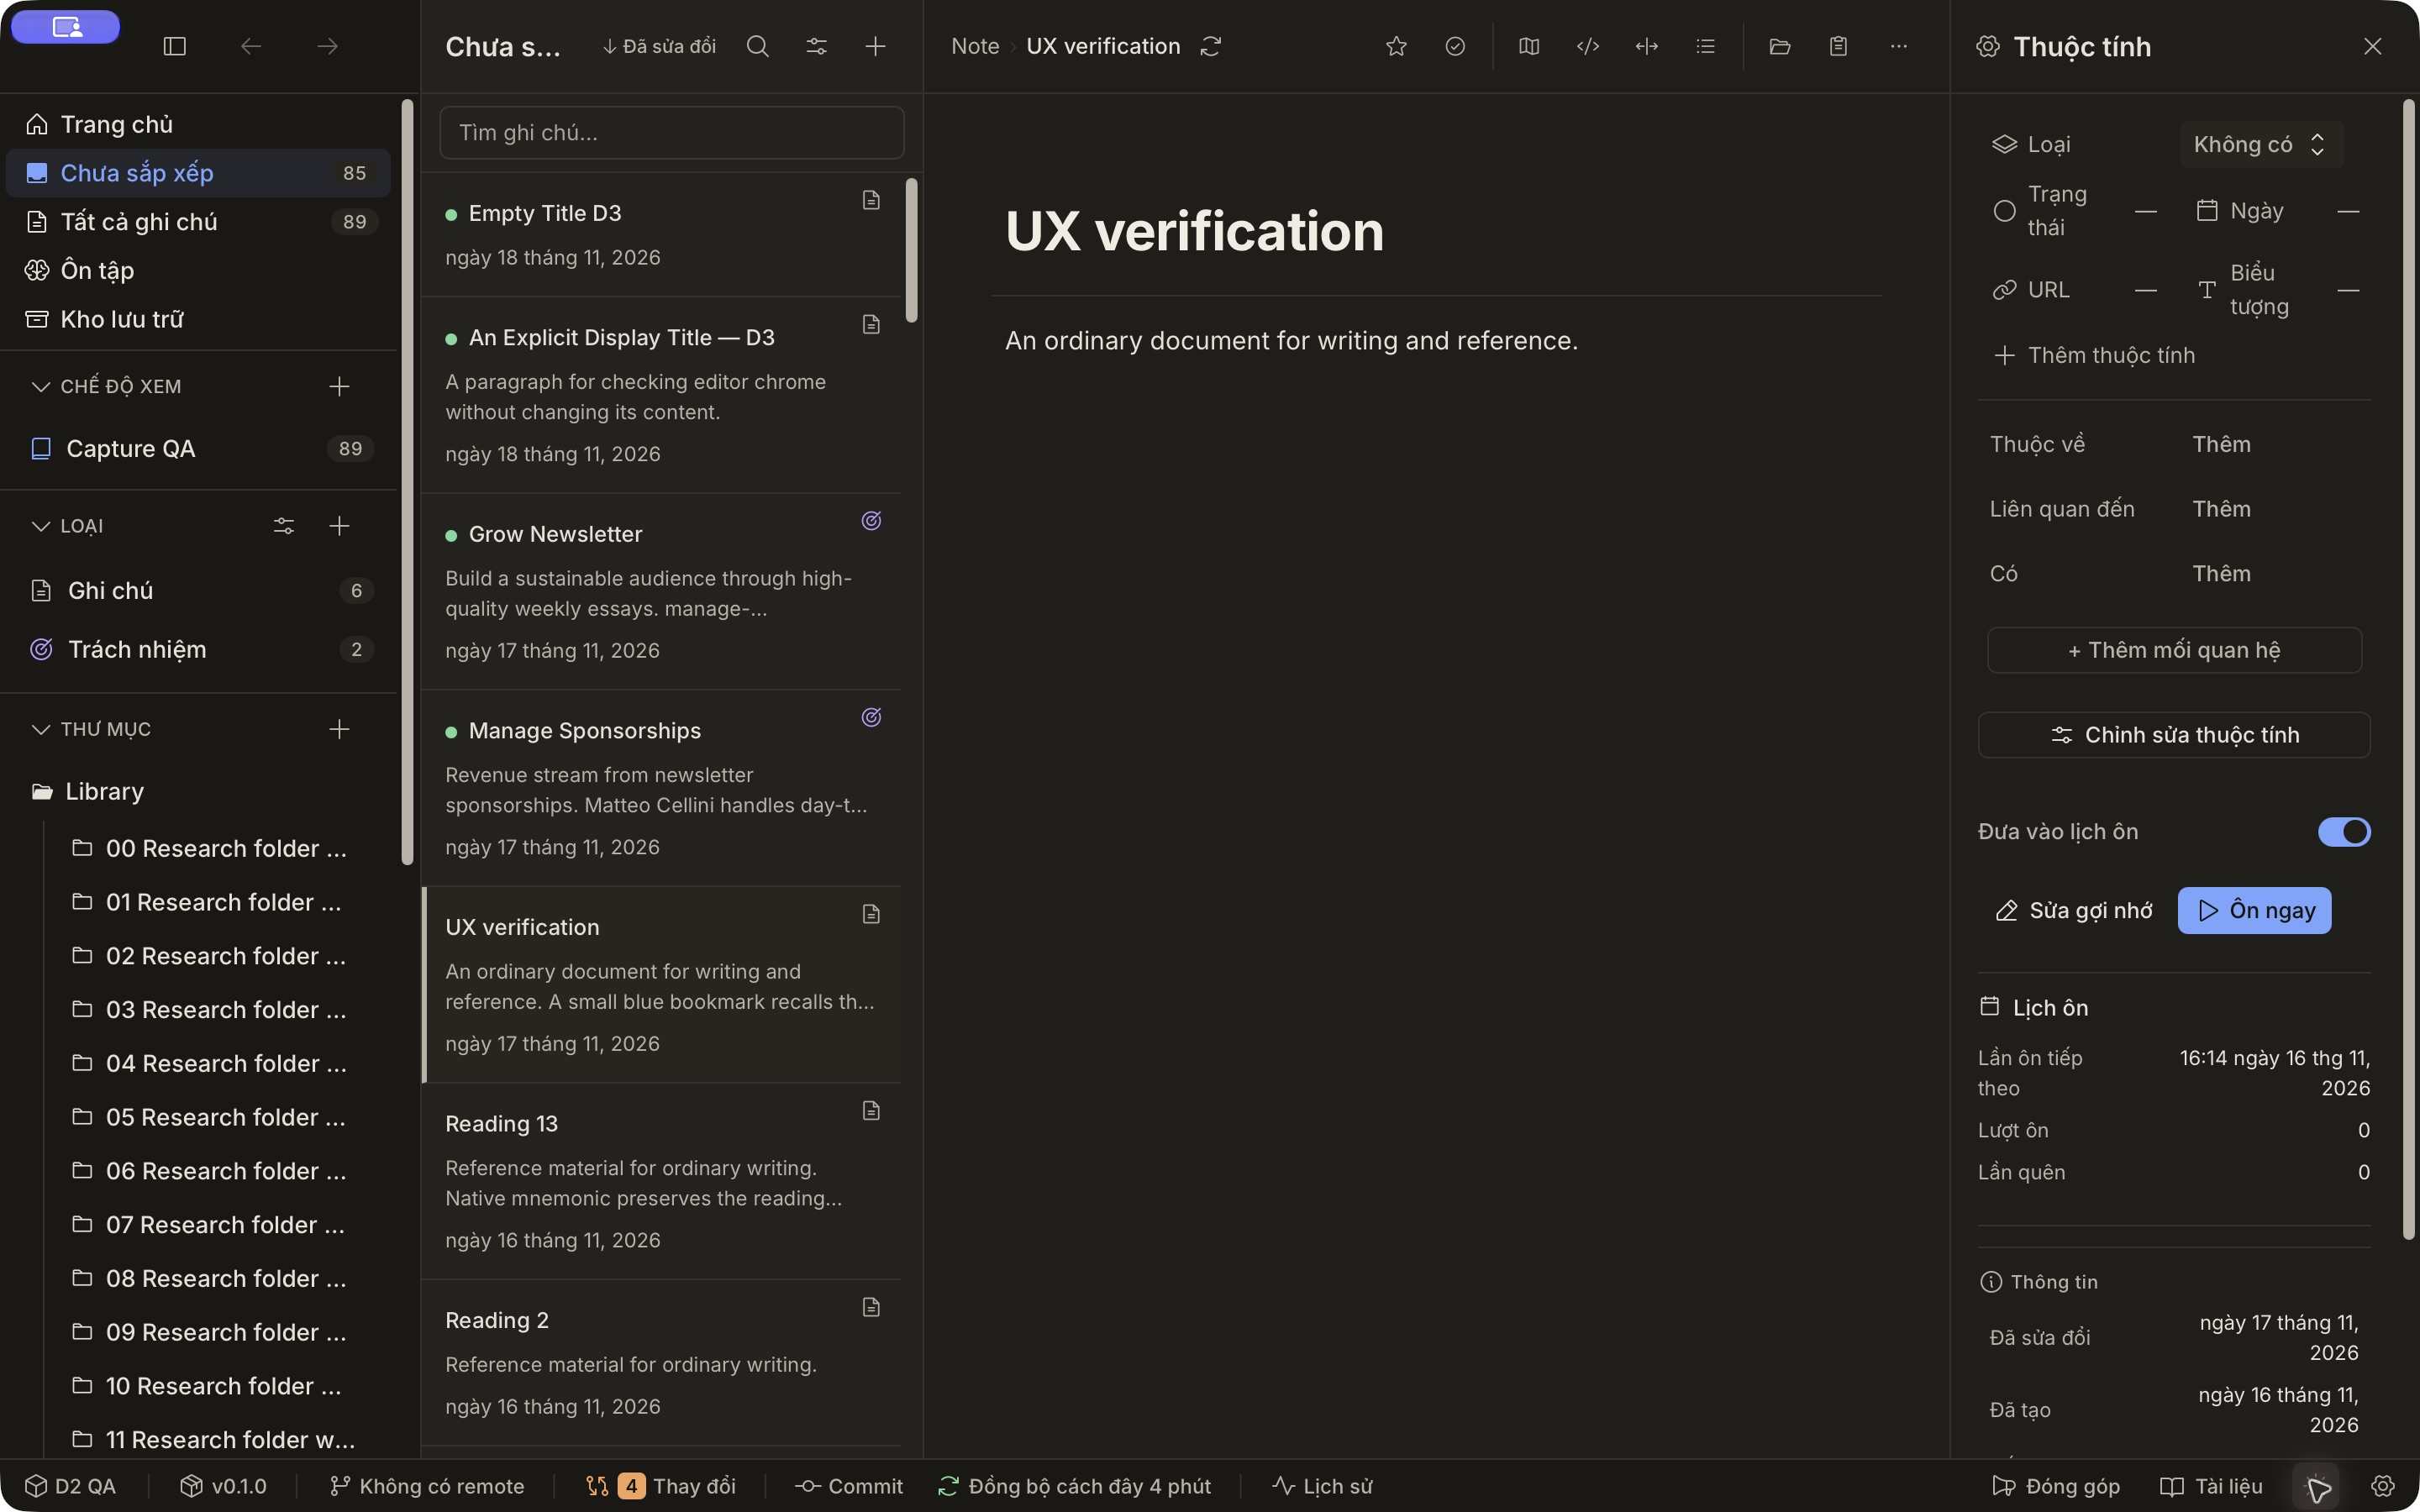 Trang chủ
Chưa sắp xếp 85
Tất cả ghi chú 89
Ôn tập
Kho lưu trữ
CHẾ ĐỘ XEM
Capture QA 89
LOẠI
Ghi chú 6
Trách nhiệm 2
THƯ MỤC
Library
00 Research folder ...
01 Research folder ...
02 Research folder ...
03 Research folder ...
04 Research folder ...
05 Research folder ...
06 Research folder ...
07 Research folder ...
08 Research folder ...
09 Research folder ...
10 Research folder ...
11 Research folder w...
Chưa s... Đã sửa đổi
Tìm ghi chú...
Empty Title D3
ngày 18 tháng 11, 2026
An Explicit Display Title — D3
A paragraph for checking editor chrome
without changing its content.
ngày 18 tháng 11, 2026
Grow Newsletter
Build a sustainable audience through high-
quality weekly essays. manage-...
ngày 17 tháng 11, 2026
Manage Sponsorships
Revenue stream from newsletter
sponsorships. Matteo Cellini handles day-t...
ngày 17 tháng 11, 2026
UX verification
An ordinary document for writing and
reference. A small blue bookmark recalls th...
ngày 17 tháng 11, 2026
Reading 13
Reference material for ordinary writing.
Native mnemonic preserves the reading...
ngày 16 tháng 11, 2026
Reading 2
Reference material for ordinary writing.
ngày 16 tháng 11, 2026
Note › UX verification
UX verification
An ordinary document for writing and reference.
Thuộc tính
Loại Không có
Trạng
thái — Ngày —
URL — Biểu
tượng —
Thêm thuộc tính
Thuộc về Thêm
Liên quan đến Thêm
Có Thêm
+ Thêm mối quan hệ
Chỉnh sửa thuộc tính
Đưa vào lịch ôn
Sửa gợi nhớ Ôn ngay
Lịch ôn
Lần ôn tiếp
theo 16:14 ngày 16 thg 11,
2026
Lượt ôn 0
Lần quên 0
Thông tin
Đã sửa đổi ngày 17 tháng 11,
2026
Đã tạo ngày 16 tháng 11,
2026
D2 QA v0.1.0 Không có remote 4 Thay đổi Commit Đồng bộ cách đây 4 phút Lịch sử Đóng góp Tài liệu